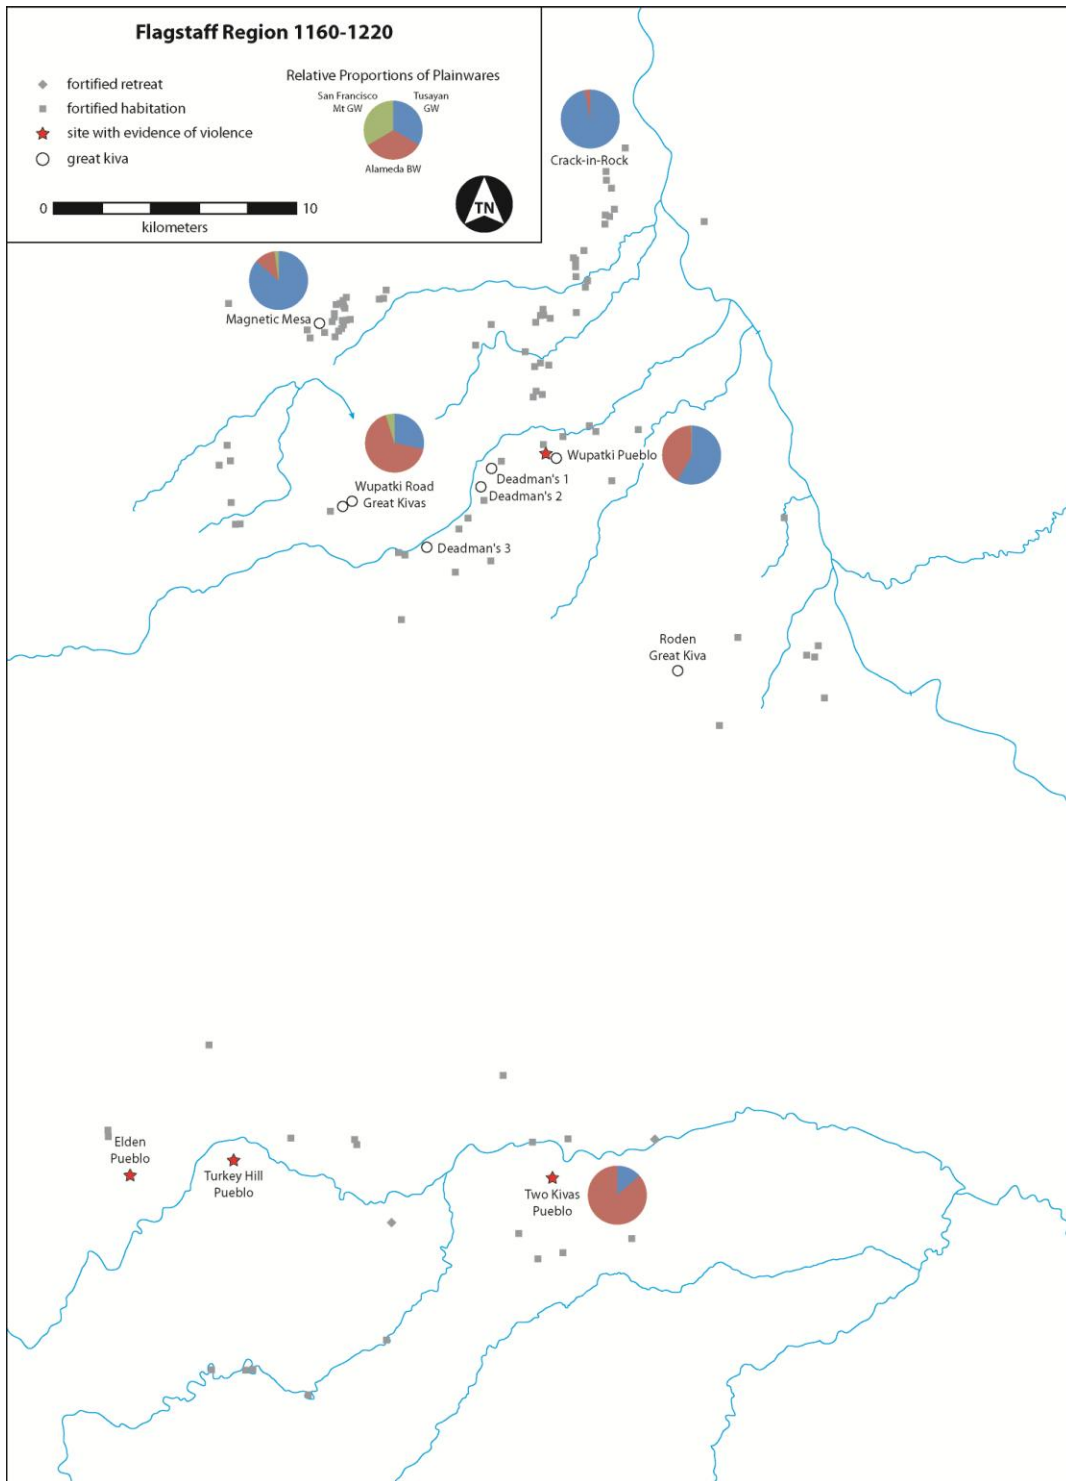 Flagstaff Region 1160-1220
fortified retreat
fortified habitation
site with evidence of violence
great kiva
Relative Proportions of Plainwares
San Francisco
Mt GW
Tusayan
GW
Alameda BW
0
10
kilometers
TN
Crack-in-Rock
Magnetic Mesa
Wupatki Road
Great Kivas
Wupatki Pueblo
Deadman's 1
Deadman's 2
Deadman's 3
Roden
Great Kiva
Elden
Pueblo
Turkey Hill
Pueblo
Two Kivas
Pueblo